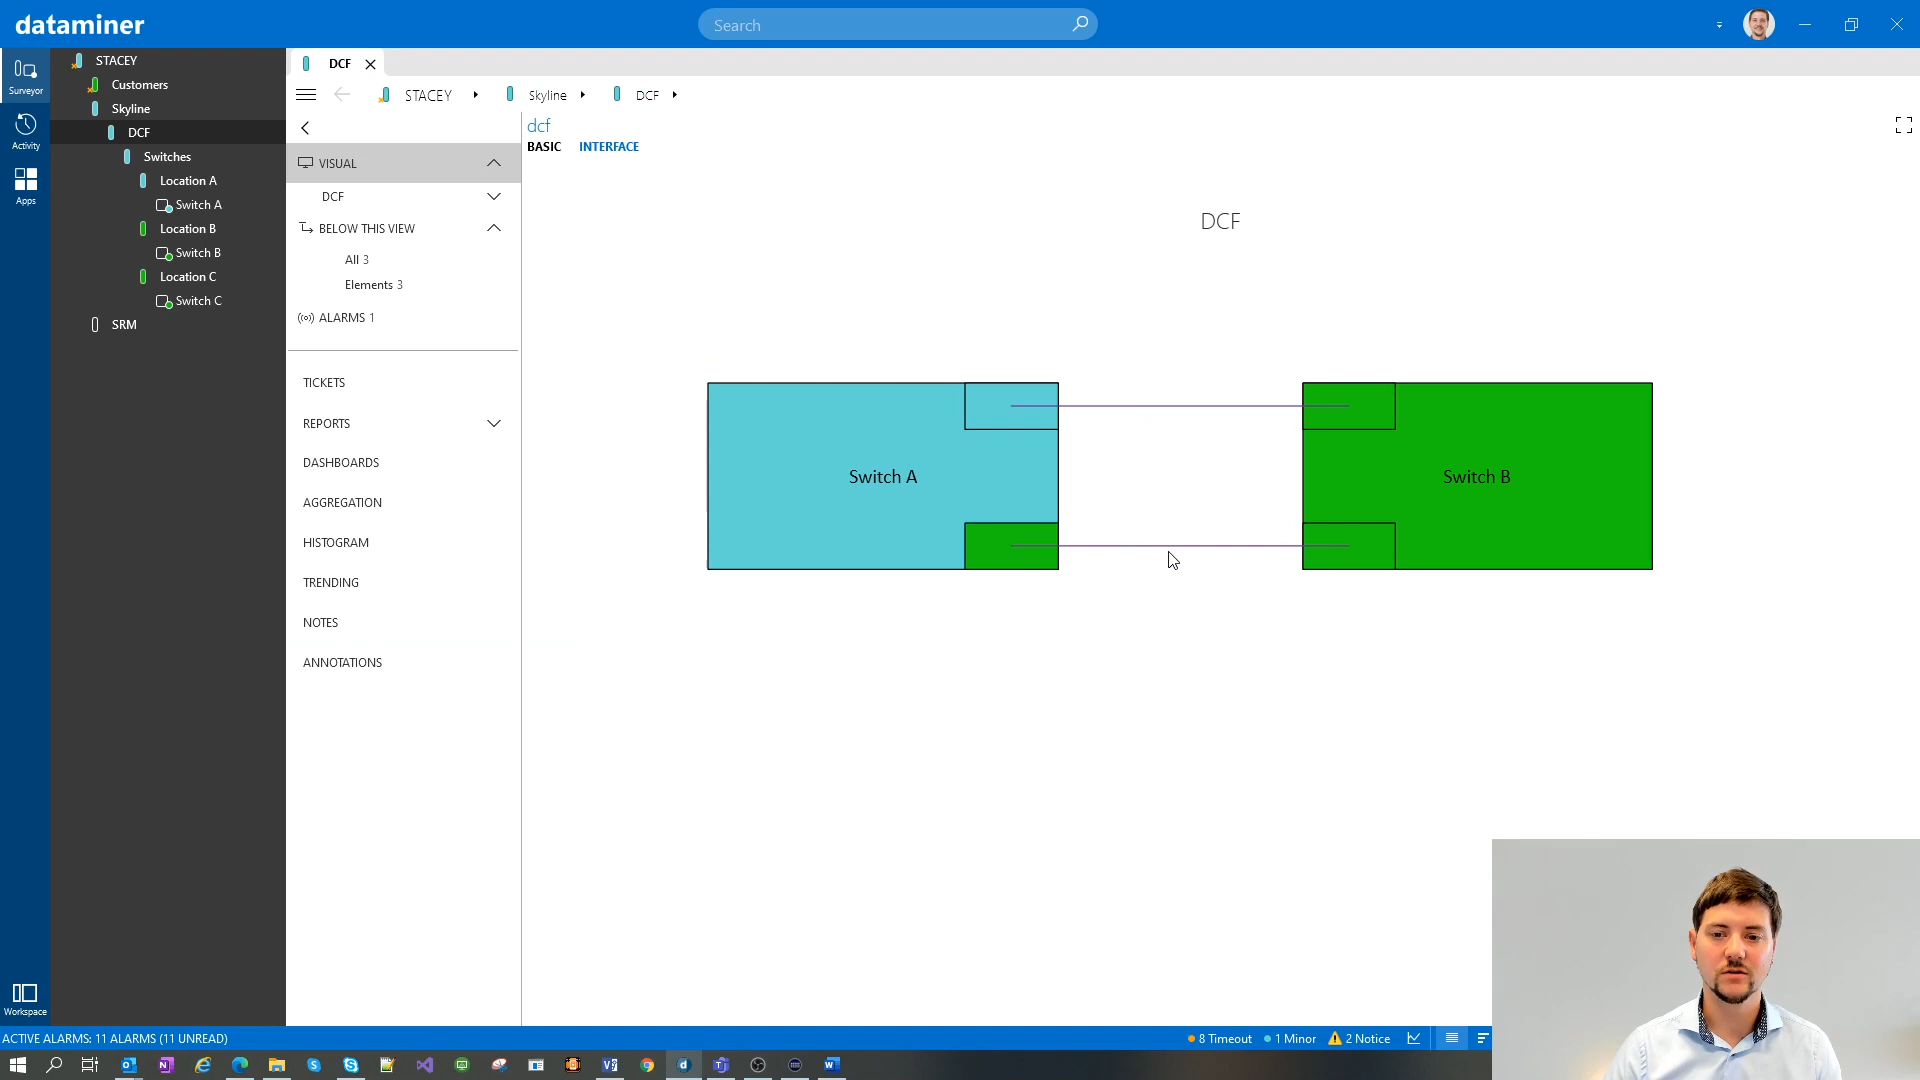 dataminer
Search
STACEY
Customers
Skyline
DCF
Switches
Location A
Switch A
Location B
Switch B
Location C
Switch C
SRM
Surveyor
Activity
Apps
Workspace
DCF
STACEY
Skyline
DCF
VISUAL
DCF
BELOW THIS VIEW
All 3
Elements 3
ALARMS 1
TICKETS
REPORTS
DASHBOARDS
AGGREGATION
HISTOGRAM
TRENDING
NOTES
ANNOTATIONS
dcf
BASIC INTERFACE
DCF
Switch A
Switch B
ACTIVE ALARMS: 11 ALARMS (11 UNREAD)
8 Timeout 1 Minor 2 Notice